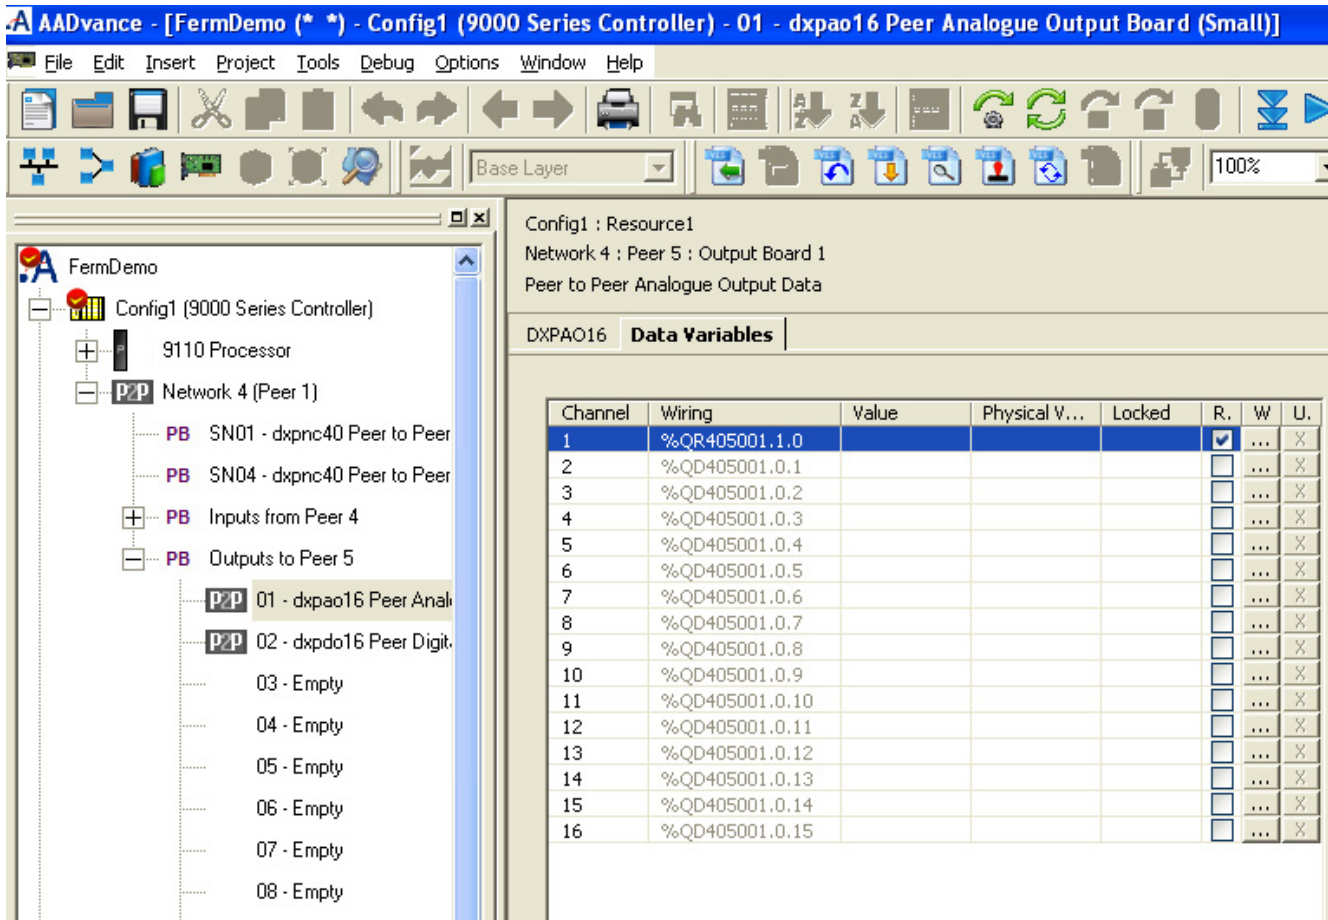 AADvance - [FermDemo (* *) - Config1 (9000 Series Controller) - 01 - dxpao16 Peer Analogue Output Board (Small)]
File Edit Insert Project Tools Debug Options Window Help
Base Layer 100%
FermDemo
Config1 (9000 Series Controller)
9110 Processor
P2P Network 4 (Peer 1)
PB SN01 - dxpnc40 Peer to Peer
PB SN04 - dxpnc40 Peer to Peer
PB Inputs from Peer 4
PB Outputs to Peer 5
P2P 01 - dxpao16 Peer Anal
P2P 02 - dxpdo16 Peer Digit
03 - Empty
04 - Empty
05 - Empty
06 - Empty
07 - Empty
08 - Empty
Config1 : Resource1
Network 4 : Peer 5 : Output Board 1
Peer to Peer Analogue Output Data
DXPAO16 Data Variables
Channel Wiring Value Physical V... Locked R. W U.
1 %QR405001.1.0 ... X
2 %QD405001.0.1 ... X
3 %QD405001.0.2 ... X
4 %QD405001.0.3 ... X
5 %QD405001.0.4 ... X
6 %QD405001.0.5 ... X
7 %QD405001.0.6 ... X
8 %QD405001.0.7 ... X
9 %QD405001.0.8 ... X
10 %QD405001.0.9 ... X
11 %QD405001.0.10 ... X
12 %QD405001.0.11 ... X
13 %QD405001.0.12 ... X
14 %QD405001.0.13 ... X
15 %QD405001.0.14 ... X
16 %QD405001.0.15 ... X